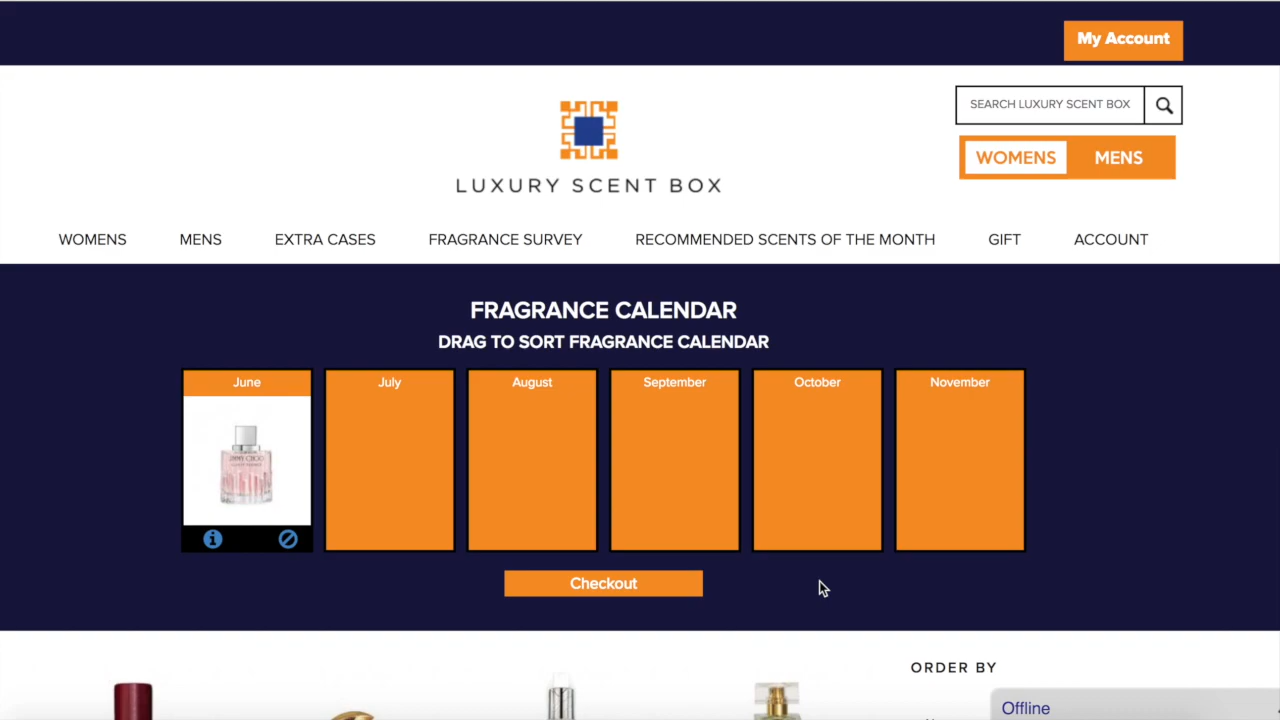 My Account
SEARCH LUXURY SCENT BOX
WOMENS MENS
LUXURY SCENT BOX
WOMENS MENS EXTRA CASES FRAGRANCE SURVEY RECOMMENDED SCENTS OF THE MONTH GIFT ACCOUNT
FRAGRANCE CALENDAR
DRAG TO SORT FRAGRANCE CALENDAR
June July August September October November
JIMMY CHOO
Checkout
ORDER BY
Offline